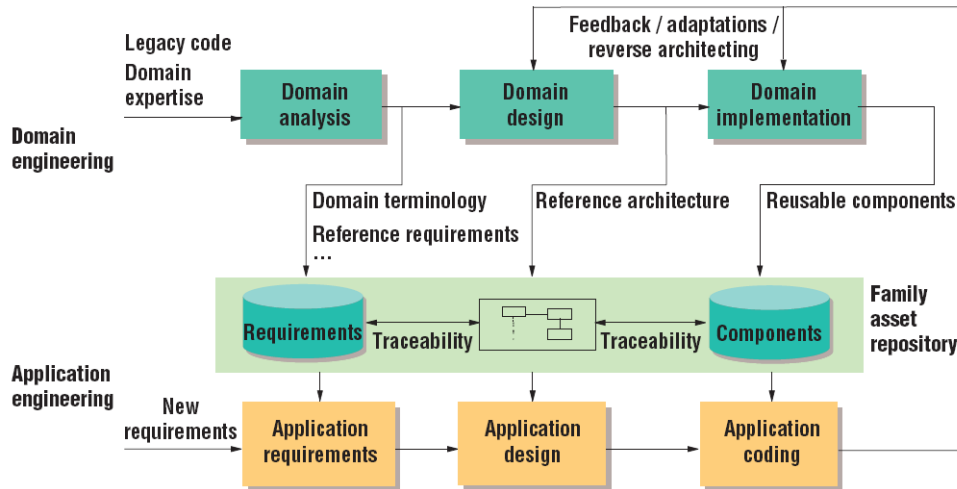 Legacy code
Domain
expertise
Feedback / adaptations /
reverse architecting
Domain
analysis
Domain
design
Domain
implementation
Domain
engineering
Domain terminology
Reference requirements
...
Reference architecture
Reusable components
Requirements
Traceability
Traceability
Components
Family
asset
repository
Application
engineering
New
requirements
Application
requirements
Application
design
Application
coding